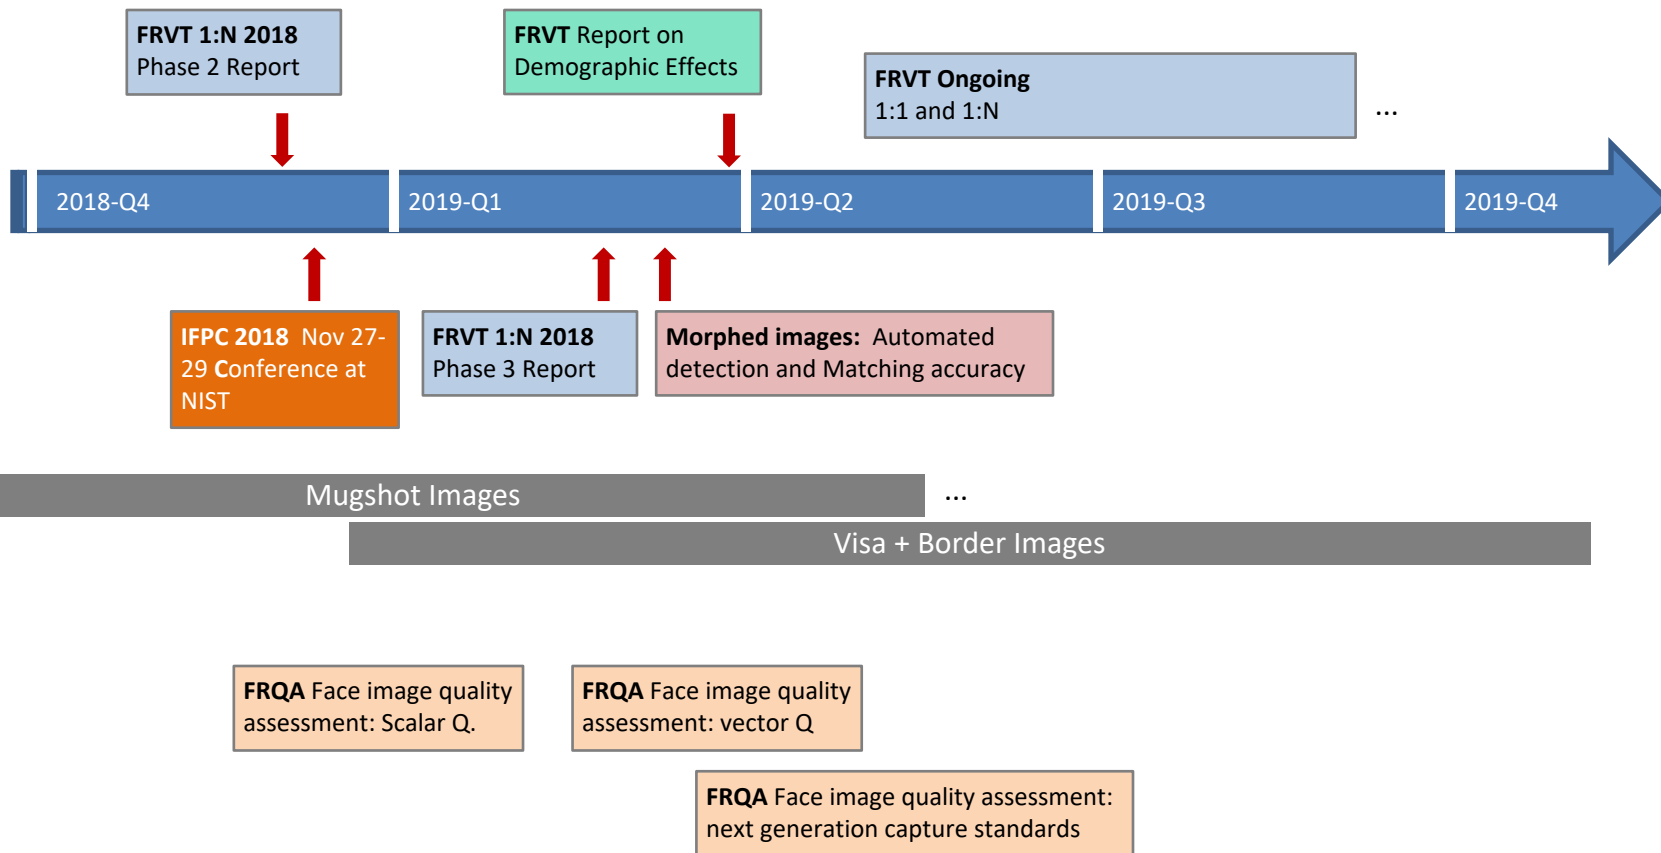 FRVT 1:N 2018
Phase 2 Report
FRVT Report on
Demographic Effects
FRVT Ongoing
1:1 and 1:N
...
2018-Q4
2019-Q1
2019-Q2
2019-Q3
2019-Q4
IFPC 2018 Nov 27-
29 Conference at
NIST
FRVT 1:N 2018
Phase 3 Report
Morphed images: Automated
detection and Matching accuracy
Mugshot Images
...
Visa + Border Images
FRQA Face image quality
assessment: Scalar Q.
FRQA Face image quality
assessment: vector Q
FRQA Face image quality assessment:
next generation capture standards